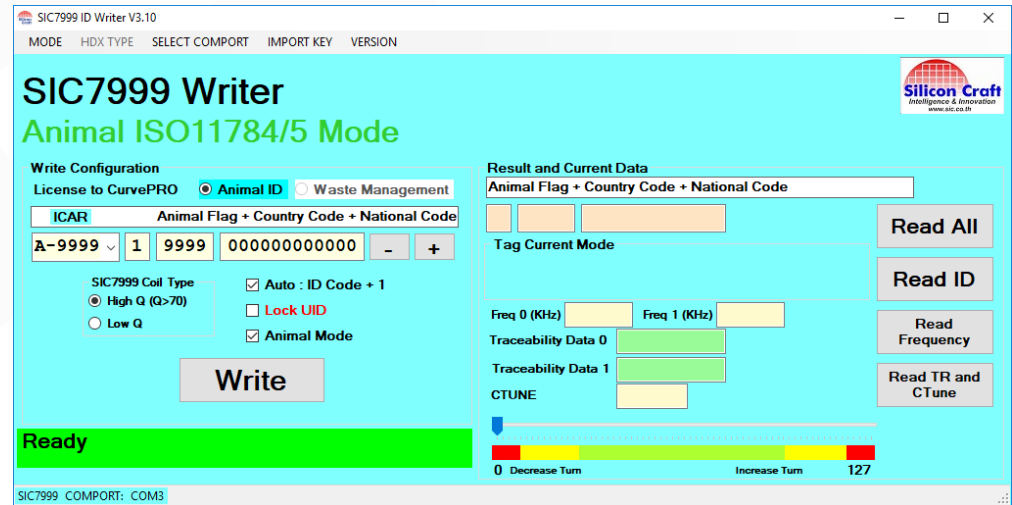 SIC7999 ID Writer V3.10
MODE HDX TYPE SELECT COMPORT IMPORT KEY VERSION
SIC7999 Writer
Animal ISO11784/5 Mode
Silicon Craft
Intelligence & Innovation
www.sic.co.th
Write Configuration
License to CurvePRO Animal ID Waste Management
ICAR Animal Flag + Country Code + National Code
A-9999 1 9999 000000000000 - +
SIC7999 Coil Type
High Q (Q>70)
Low Q
Auto : ID Code + 1
Lock UID
Animal Mode
Write
Ready
Result and Current Data
Animal Flag + Country Code + National Code
Tag Current Mode
Freq 0 (KHz) Freq 1 (KHz)
Traceability Data 0
Traceability Data 1
CTUNE
0 Decrease Turn Increase Turn 127
Read All
Read ID
Read
Frequency
Read TR and
CTune
SIC7999 COMPORT: COM3